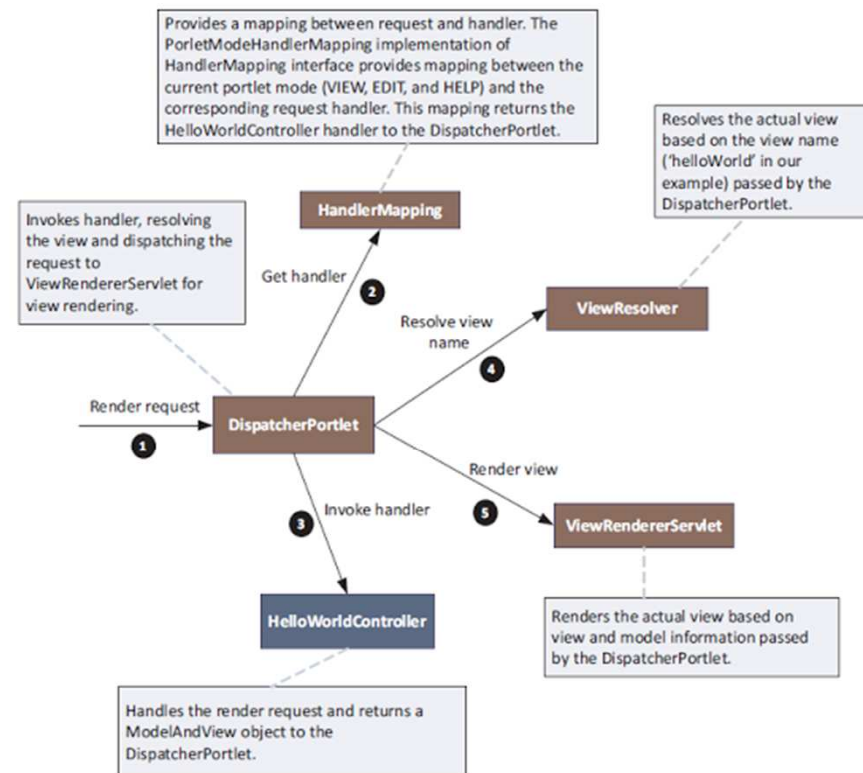 Provides a mapping between request and handler. The
PorletModeHandlerMapping implementation of
HandlerMapping interface provides mapping between the
current portlet mode (VIEW, EDIT, and HELP) and the
corresponding request handler. This mapping returns the
HelloWorldController handler to the DispatcherPortlet.
Resolves the actual view
based on the view name
('helloWorld' in our
example) passed by the
DispatcherPortlet.
Invokes handler, resolving
the view and dispatching the
request to
ViewRendererServlet for
view rendering.
HandlerMapping
Get handler
2
ViewResolver
Resolve view
name
4
Render request
1
DispatcherPortlet
Render view
5
3
Invoke handler
ViewRendererServlet
HelloWorldController
Renders the actual view based on
view and model information passed
by the DispatcherPortlet.
Handles the render request and returns a
ModelAndView object to the
DispatcherPortlet.